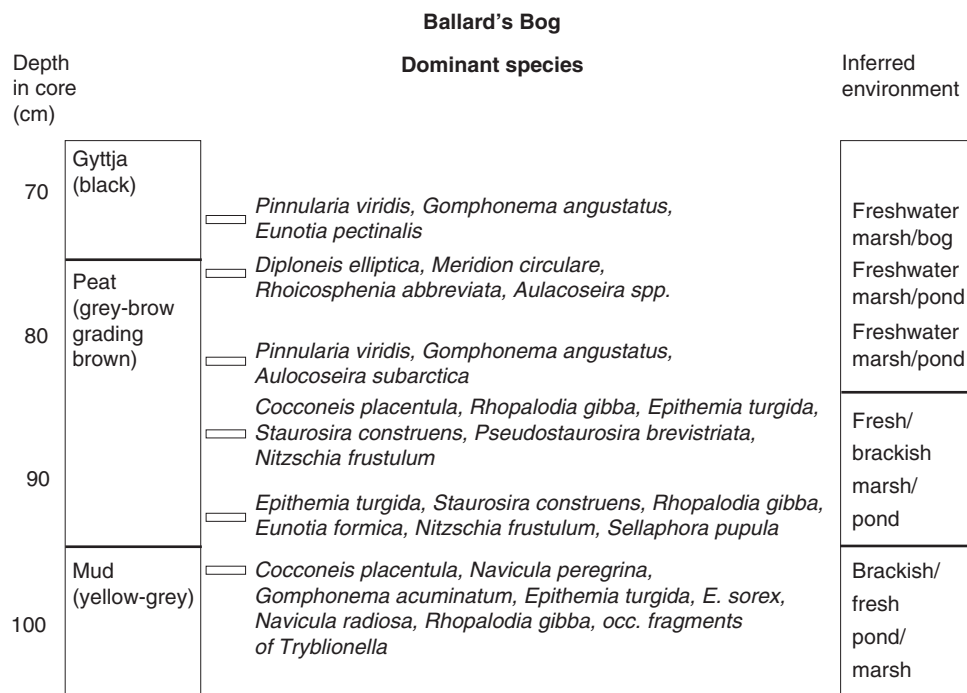 Ballard's Bog
Depth
in core
(cm)
Dominant species
Inferred
environment
Gyttja
(black)
70
Pinnularia viridis, Gomphonema angustatus,
Eunotia pectinalis
Freshwater
marsh/bog
Diploneis elliptica, Meridion circulare,
Rhoicosphenia abbreviata, Aulacoseira spp.
Freshwater
marsh/pond
Peat
(grey-brow
grading
brown)
80
Pinnularia viridis, Gomphonema angustatus,
Aulocoseira subarctica
Freshwater
marsh/pond
Cocconeis placentula, Rhopalodia gibba, Epithemia turgida,
Staurosira construens, Pseudostaurosira brevistriata,
Nitzschia frustulum
Fresh/
brackish
marsh/
pond
90
Epithemia turgida, Staurosira construens, Rhopalodia gibba,
Eunotia formica, Nitzschia frustulum, Sellaphora pupula
Mud
(yellow-grey)
100
Cocconeis placentula, Navicula peregrina,
Gomphonema acuminatum, Epithemia turgida, E. sorex,
Navicula radiosa, Rhopalodia gibba, occ. fragments
of Tryblionella
Brackish/
fresh
pond/
marsh